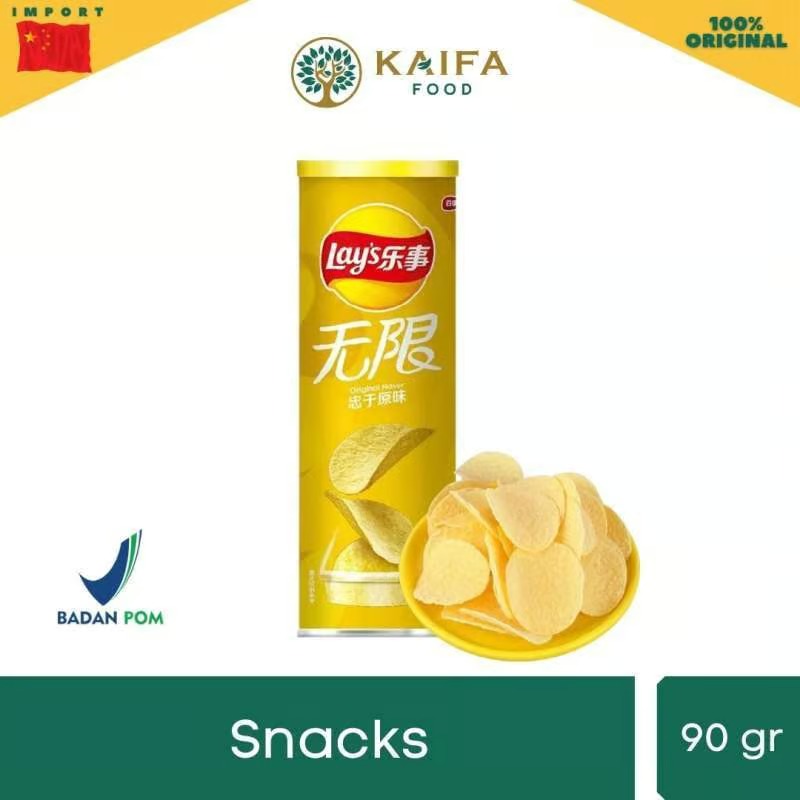 IMPORT
100%
ORIGINAL
KAIFA
FOOD
Lay's乐事
无限
Original Flavor
忠于原味
BADAN POM
Snacks
90 gr